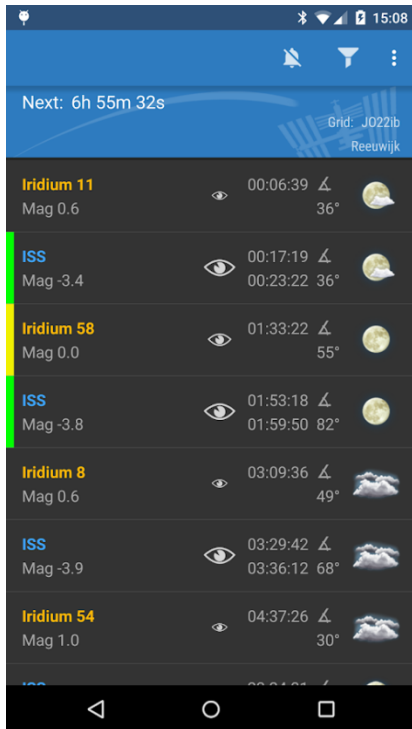 15:08
Next: 6h 55m 32s
Grid: JO22ib
Reeuwijk
Iridium 11 00:06:39
Mag 0.6 36°
ISS 00:17:19
Mag -3.4 00:23:22 36°
Iridium 58 01:33:22
Mag 0.0 55°
ISS 01:53:18
Mag -3.8 01:59:50 82°
Iridium 8 03:09:36
Mag 0.6 49°
ISS 03:29:42
Mag -3.9 03:36:12 68°
Iridium 54 04:37:26
Mag 1.0 30°
ISS